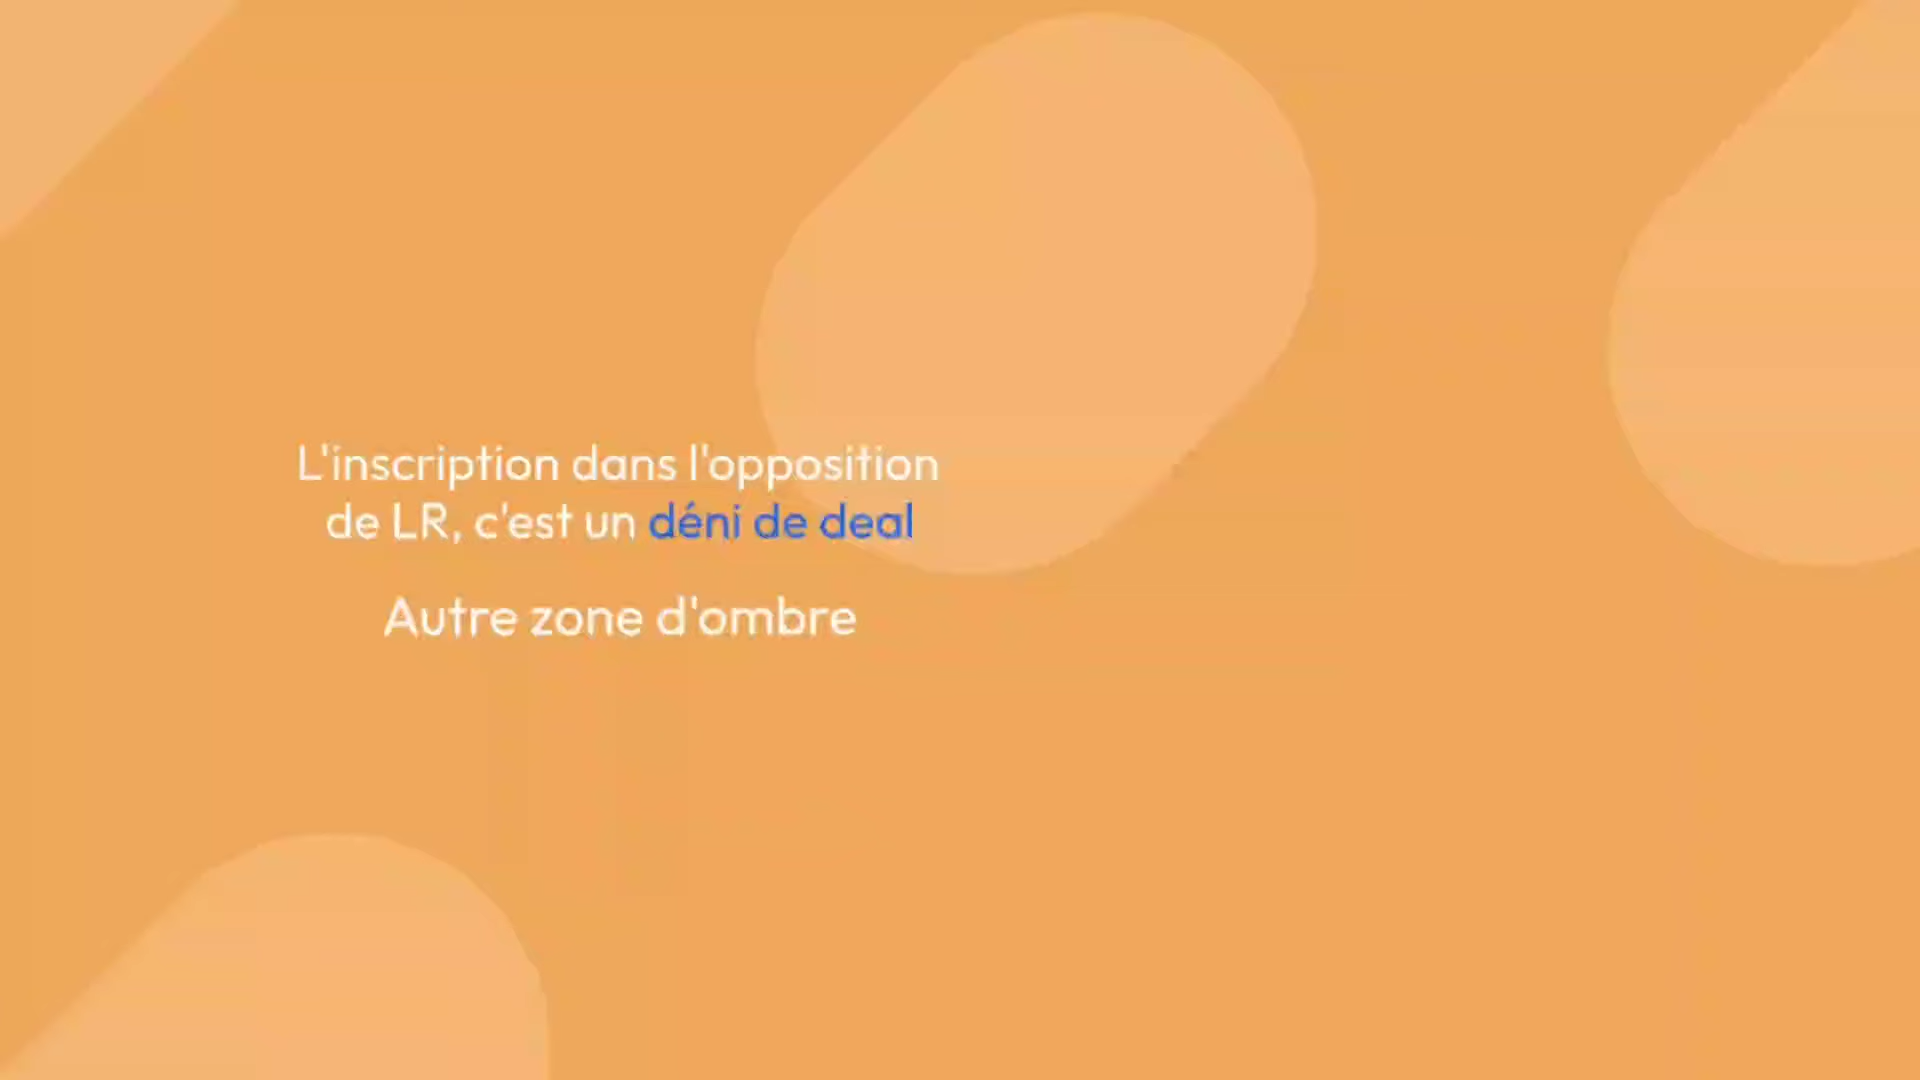 L'inscription dans l'opposition
de LR, c'est un déni de deal
Autre zone d'ombre